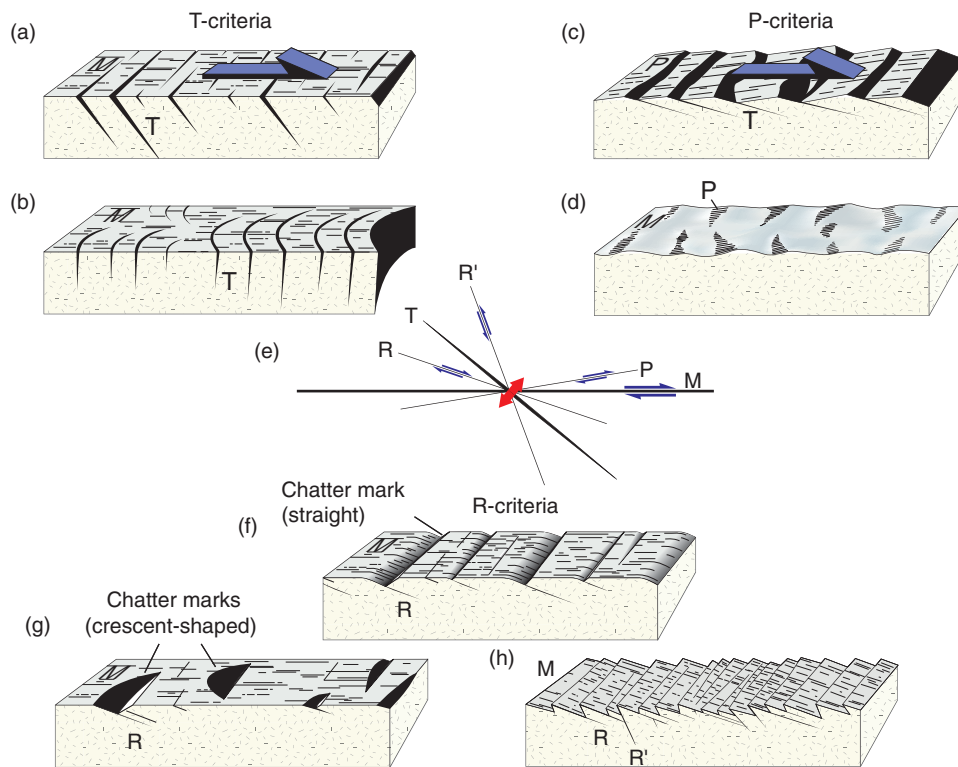 T-criteria
P-criteria
(a)
M
T
(c)
P
T
(b)
M
T
(d)
P
M
(e)
R'
T
R
P
M
R-criteria
Chatter mark
(straight)
(f)
M
R
Chatter marks
(crescent-shaped)
(g)
M
R
(h)
M
R
R'